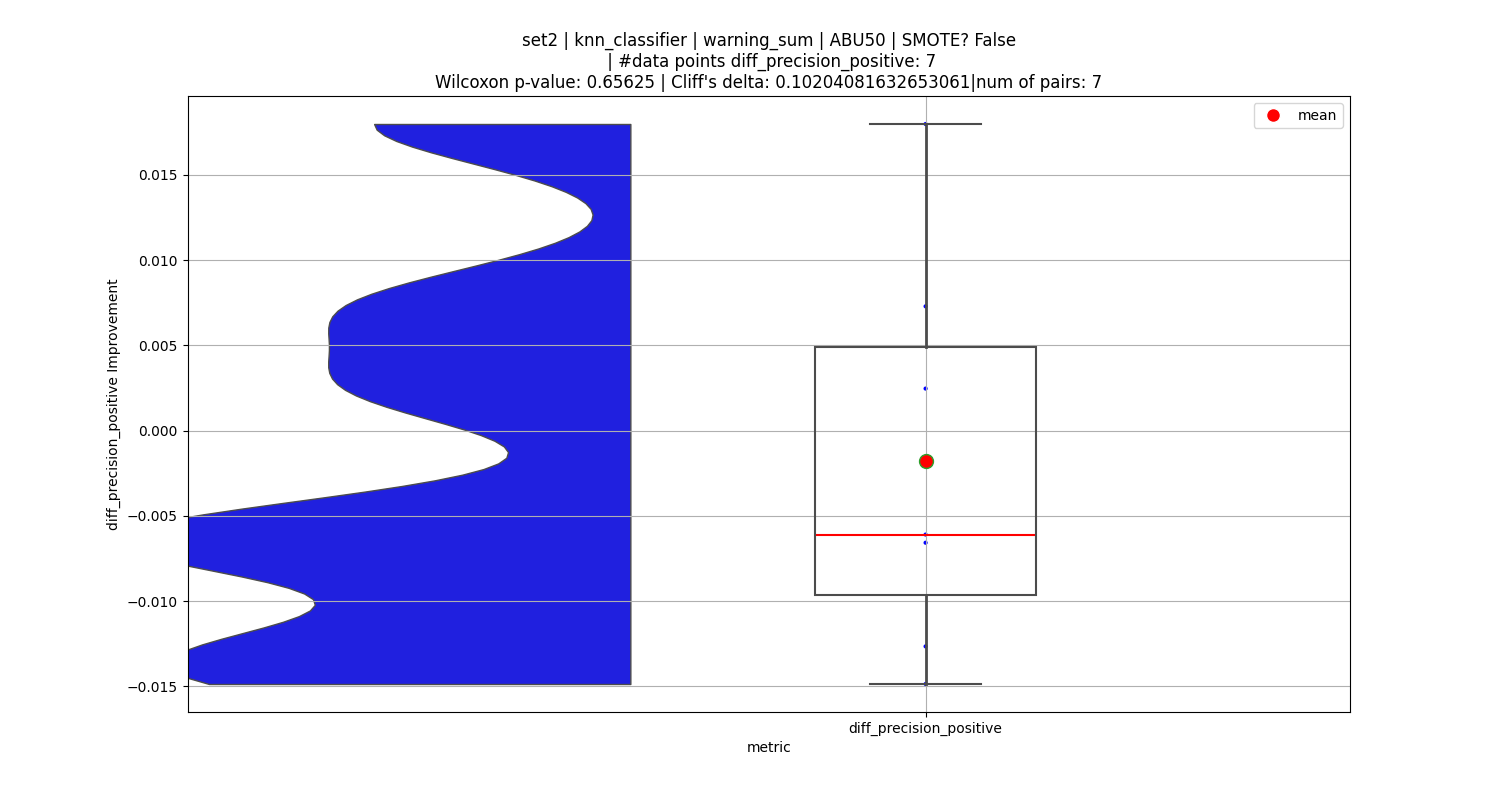 set2 | knn_classifier | warning_sum | ABU50 | SMOTE? False
| #data points diff_precision_positive: 7
Wilcoxon p-value: 0.65625 | Cliff's delta: 0.10204081632653061|num of pairs: 7
mean
0.015
0.010
0.005
0.000
−0.005
−0.010
−0.015
diff_precision_positive Improvement
diff_precision_positive
metric